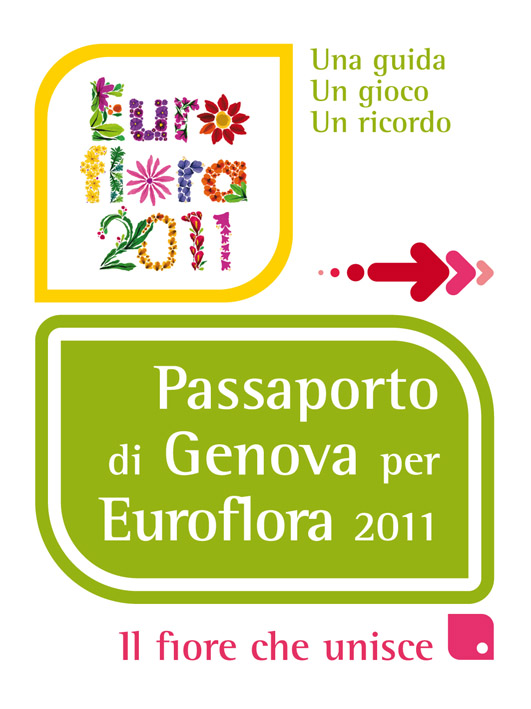 Euro
flora
2011
Una guida
Un gioco
Un ricordo
Passaporto
di Genova per
Euroflora 2011
Il fiore che unisce